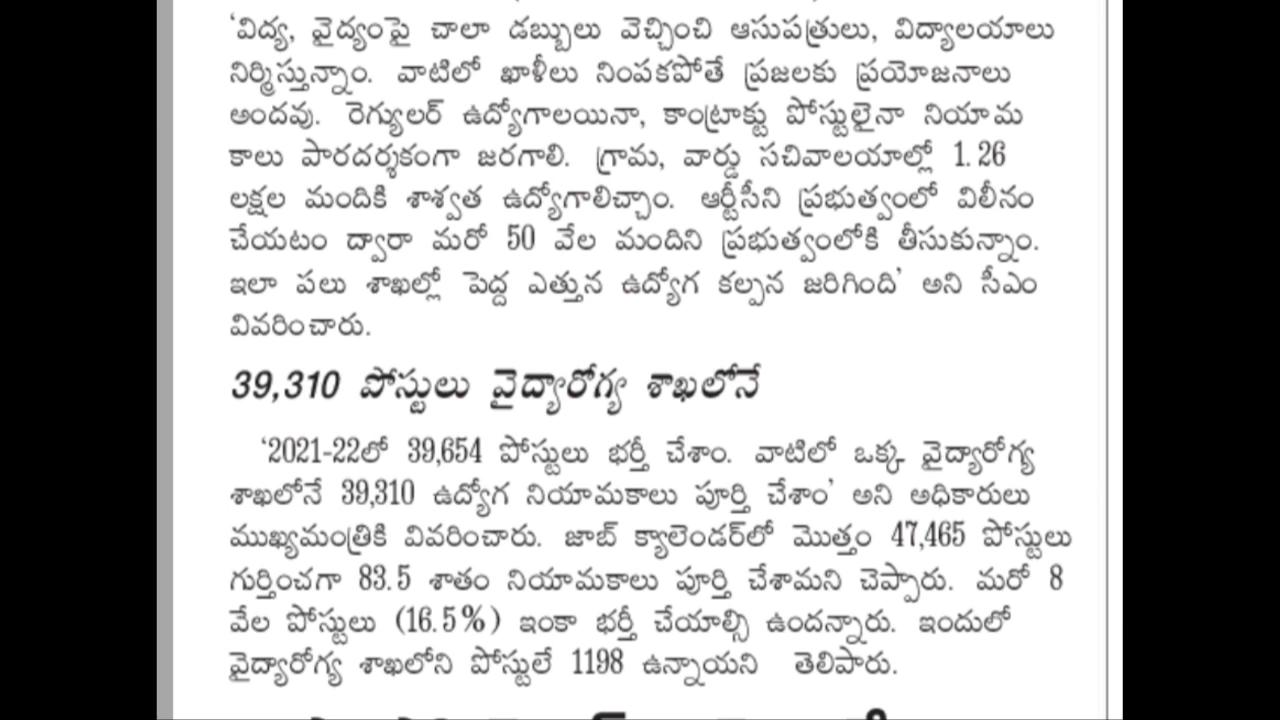 ‘విద్య, వైద్యంపై చాలా డబ్బులు వెచ్చించి ఆసుపత్రులు, విద్యాలయాలు
నిర్మిస్తున్నాం. వాటిలో ఖాళీలు నింపకపోతే ప్రజలకు ప్రయోజనాలు
అందవు. రెగ్యులర్ ఉద్యోగాలయినా, కాంట్రాక్టు పోస్టులైనా నియామ
కాలు పారదర్శకంగా జరగాలి. గ్రామ, వార్డు సచివాలయాల్లో 1.26
లక్షల మందికి శాశ్వత ఉద్యోగాలిచ్చాం. ఆర్టీసీని ప్రభుత్వంలో విలీనం
చేయటం ద్వారా మరో 50 వేల మందిని ప్రభుత్వంలోకి తీసుకున్నాం.
ఇలా పలు శాఖల్లో పెద్ద ఎత్తున ఉద్యోగ కల్పన జరిగింది’ అని సీఎం
వివరించారు.
39,310 పోస్టులు వైద్యారోగ్య శాఖలోనే
‘2021-22లో 39,654 పోస్టులు భర్తీ చేశాం. వాటిలో ఒక్క వైద్యారోగ్య
శాఖలోనే 39,310 ఉద్యోగ నియామకాలు పూర్తి చేశాం’ అని అధికారులు
ముఖ్యమంత్రికి వివరించారు. జాబ్ క్యాలెండర్‌లో మొత్తం 47,465 పోస్టులు
గుర్తించగా 83.5 శాతం నియామకాలు పూర్తి చేశామని చెప్పారు. మరో 8
వేల పోస్టులు (16.5%) ఇంకా భర్తీ చేయాల్సి ఉందన్నారు. ఇందులో
వైద్యారోగ్య శాఖలోని పోస్టులే 1198 ఉన్నాయని తెలిపారు.